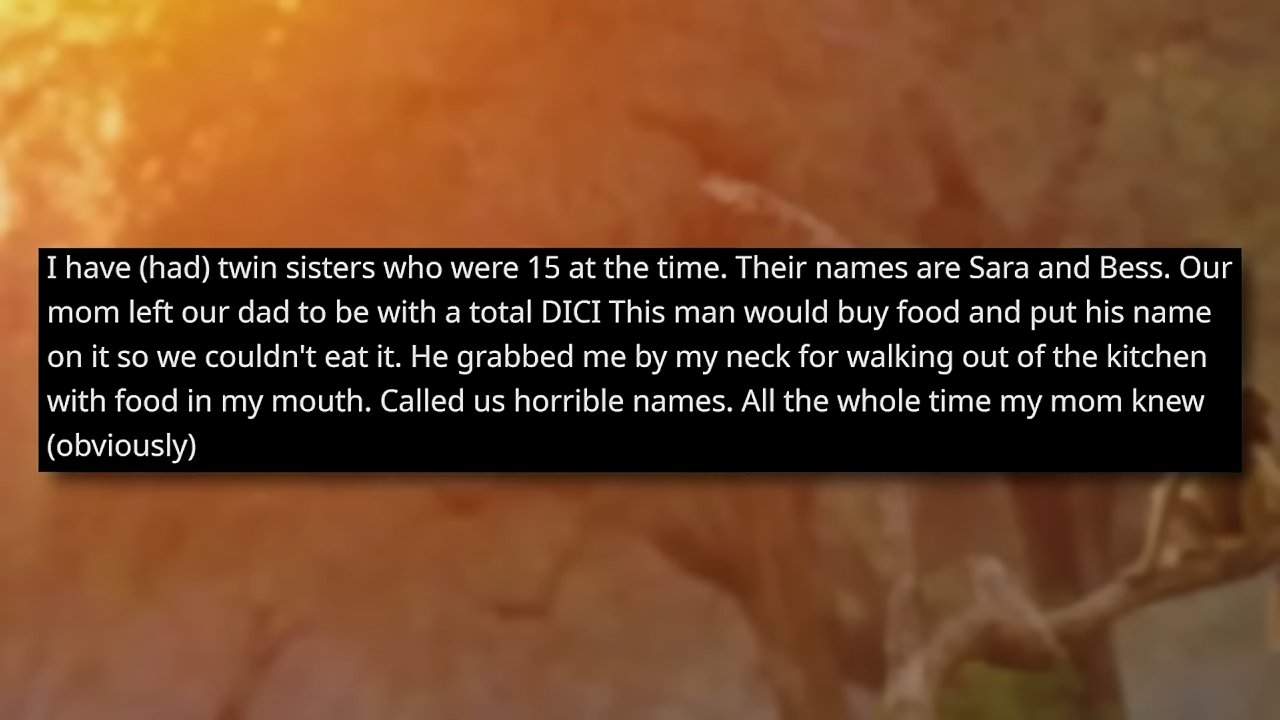 I have (had) twin sisters who were 15 at the time. Their names are Sara and Bess. Our
mom left our dad to be with a total DICI This man would buy food and put his name
on it so we couldn't eat it. He grabbed me by my neck for walking out of the kitchen
with food in my mouth. Called us horrible names. All the whole time my mom knew
(obviously)